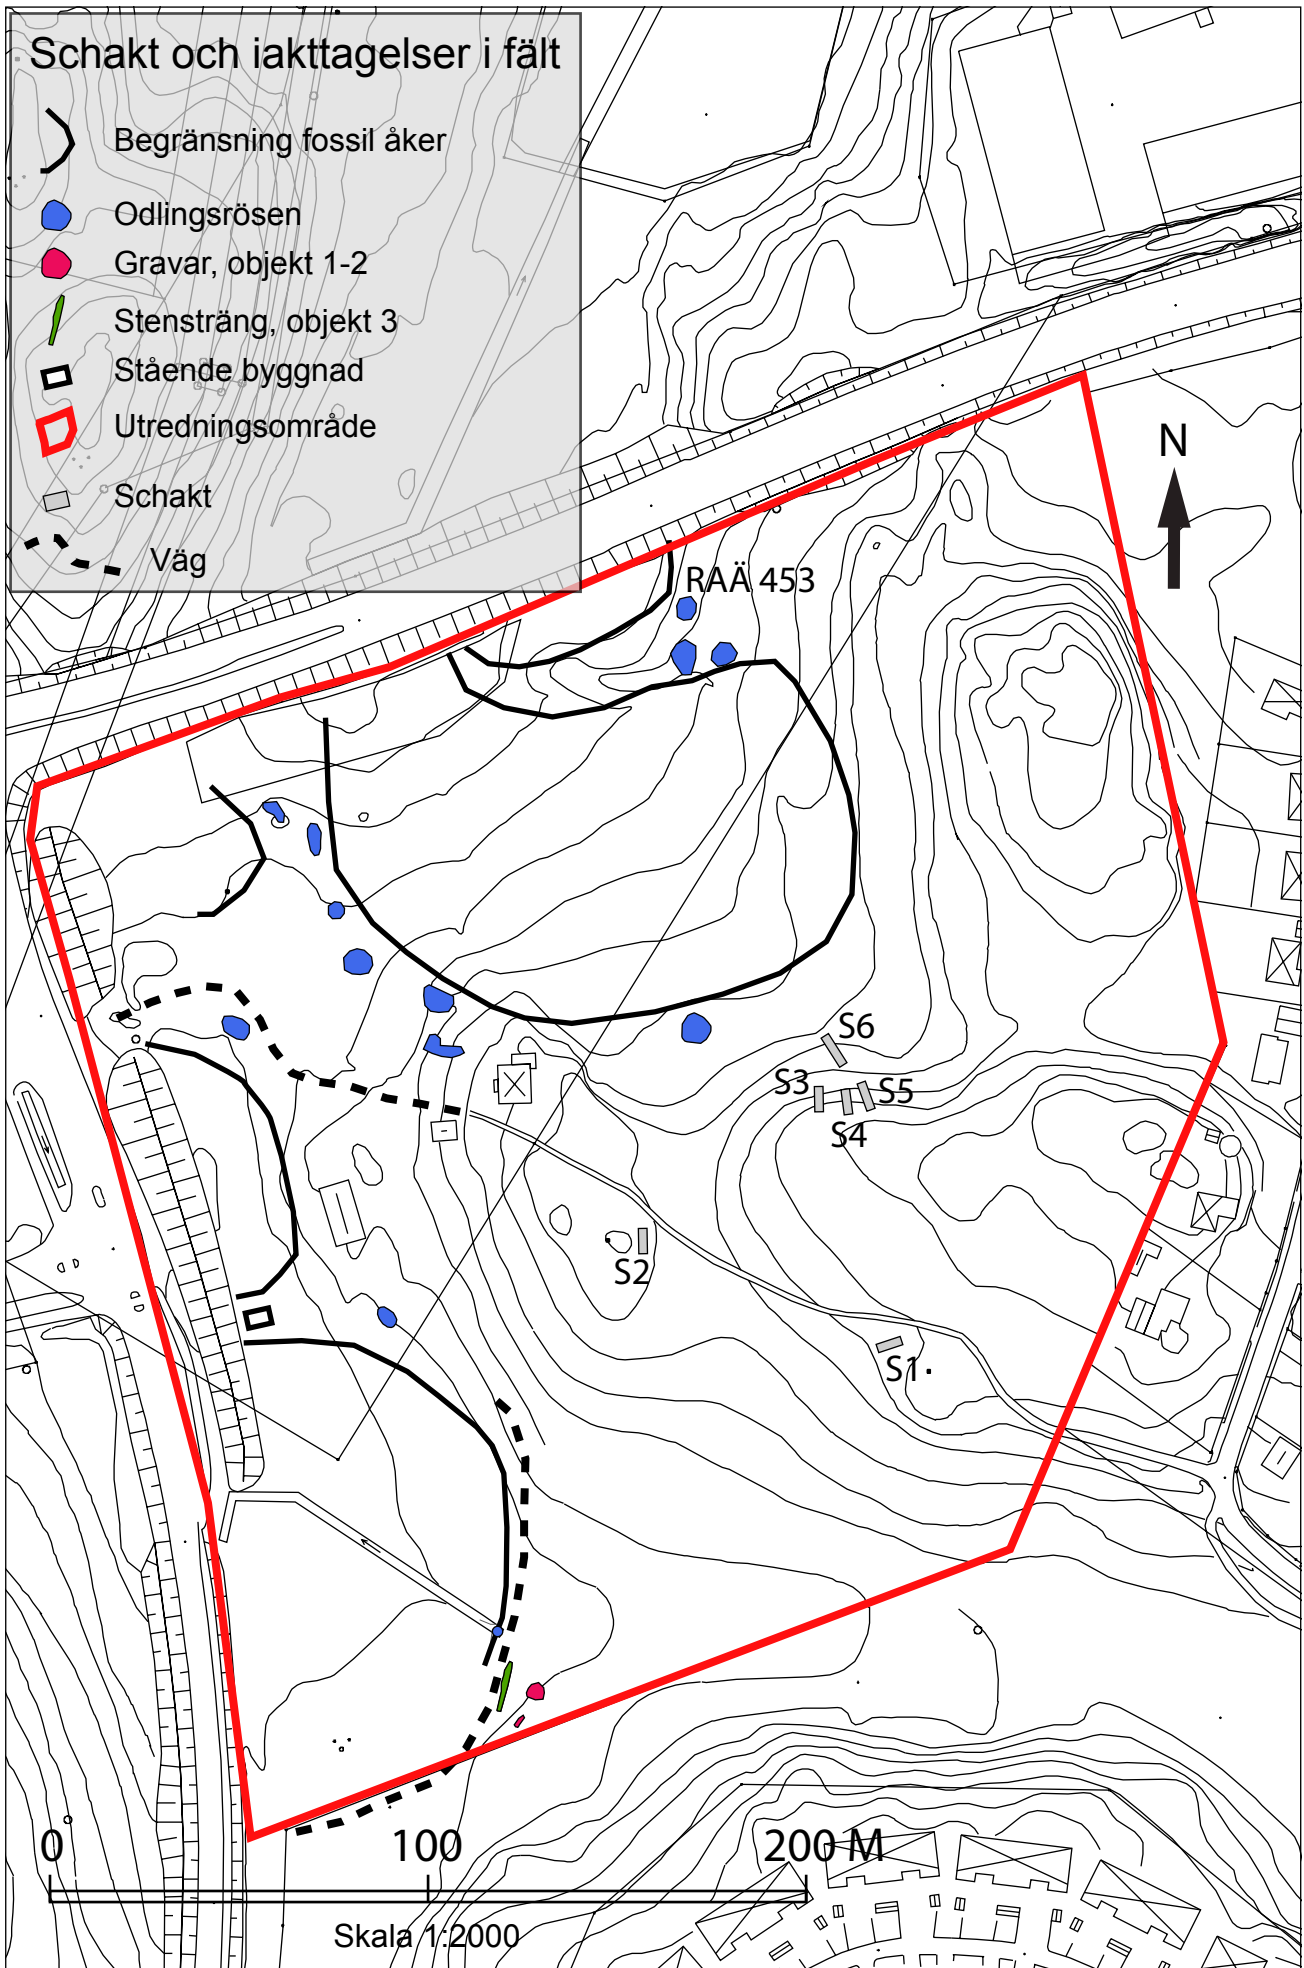 Schakt och iakttagelser i fält
Begränsning fossil åker
Odlingsrösen
Gravar, objekt 1-2
Stensträng, objekt 3
Stående byggnad
Utredningsområde
Schakt
Väg
N
RAÄ 453
S6
S3
S5
S4
S2
S1
0
100
200 M
Skala 1:2000